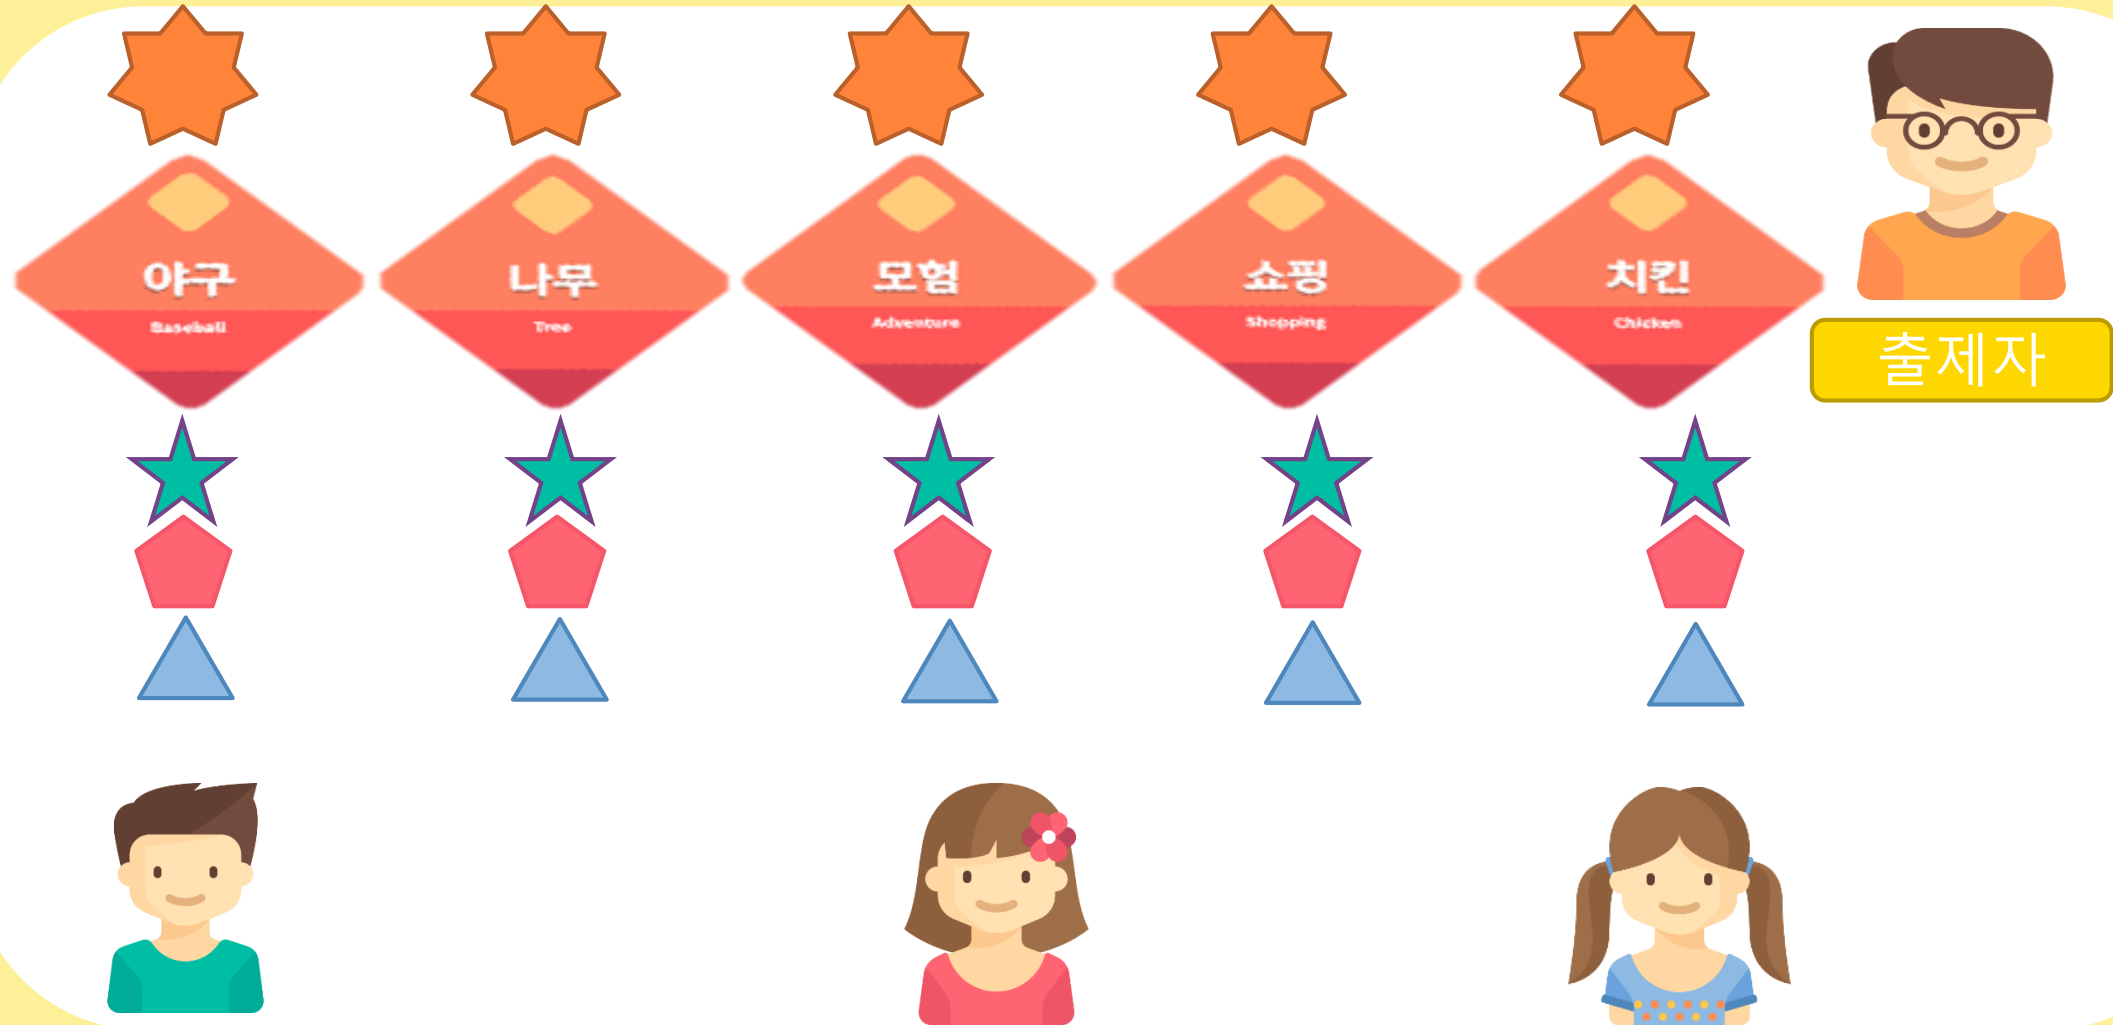 야구
Baseball
나무
Tree
모험
Adventure
쇼핑
Shopping
치킨
Chicken
출제자